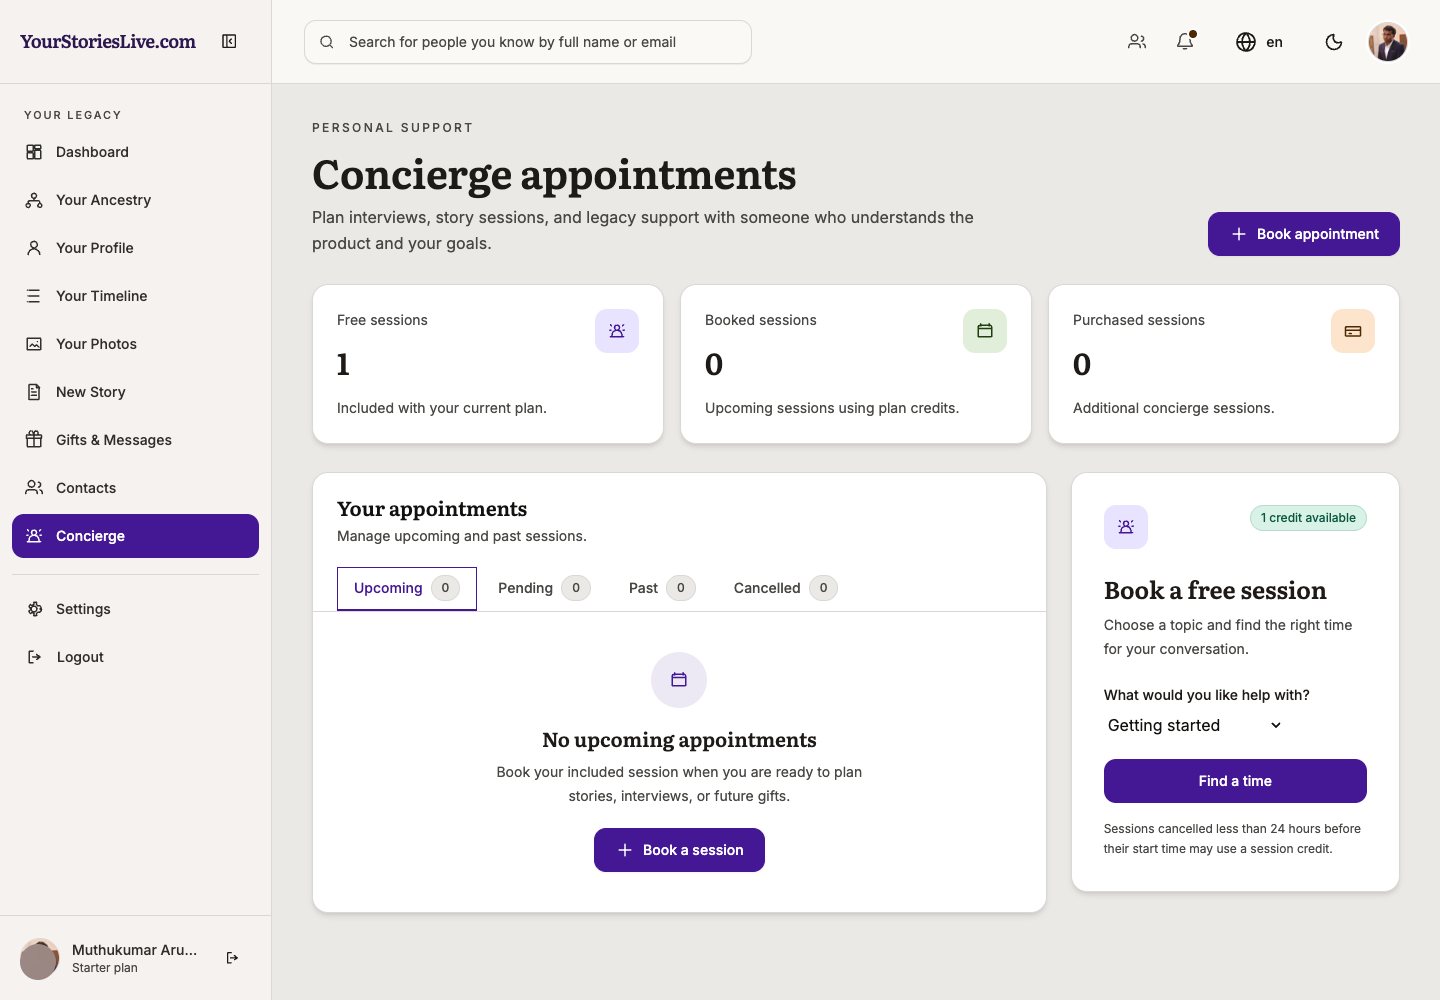 YourStoriesLive.com
Search for people you know by full name or email
en
YOUR LEGACY
Dashboard
Your Ancestry
Your Profile
Your Timeline
Your Photos
New Story
Gifts & Messages
Contacts
Concierge
Settings
Logout
Muthukumar Aru...
Starter plan
PERSONAL SUPPORT
Concierge appointments
Plan interviews, story sessions, and legacy support with someone who understands the
product and your goals.
Book appointment
Free sessions
1
Included with your current plan.
Booked sessions
0
Upcoming sessions using plan credits.
Purchased sessions
0
Additional concierge sessions.
Your appointments
Manage upcoming and past sessions.
Upcoming 0 Pending 0 Past 0 Cancelled 0
No upcoming appointments
Book your included session when you are ready to plan
stories, interviews, or future gifts.
Book a session
1 credit available
Book a free session
Choose a topic and find the right time
for your conversation.
What would you like help with?
Getting started
Find a time
Sessions cancelled less than 24 hours before
their start time may use a session credit.